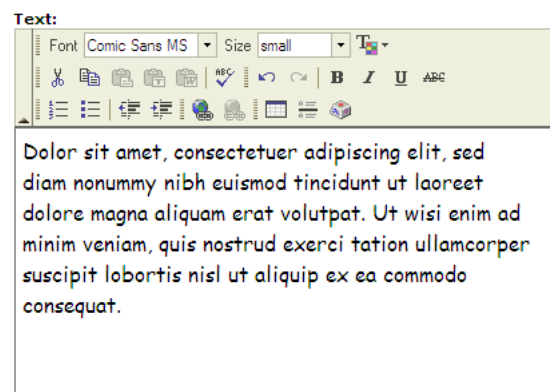 Text:
Font Comic Sans MS Size small
ABC B I U ABC
Dolor sit amet, consectetuer adipiscing elit, sed
diam nonummy nibh euismod tincidunt ut laoreet
dolore magna aliquam erat volutpat. Ut wisi enim ad
minim veniam, quis nostrud exerci tation ullamcorper
suscipit lobortis nisl ut aliquip ex ea commodo
consequat.